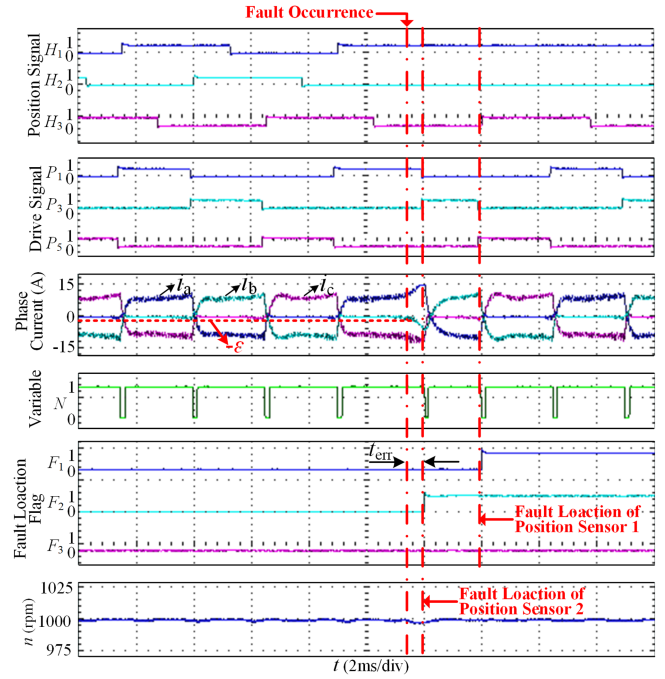 Fault Occurrence
Position Signal
H1 1
0
H2 1
0
H3 1
0
Drive Signal
P1 1
0
P3 1
0
P5 1
0
Phase
Current (A)
15
0
-15
ia
ib
ic
-ε
Variable
N
1
0
Fault Loaction
Flag
F1 1
0
F2 1
0
F3 1
0
terr
Fault Loaction of
Position Sensor 1
n (rpm)
1025
1000
975
Fault Loaction of
Position Sensor 2
t (2ms/div)